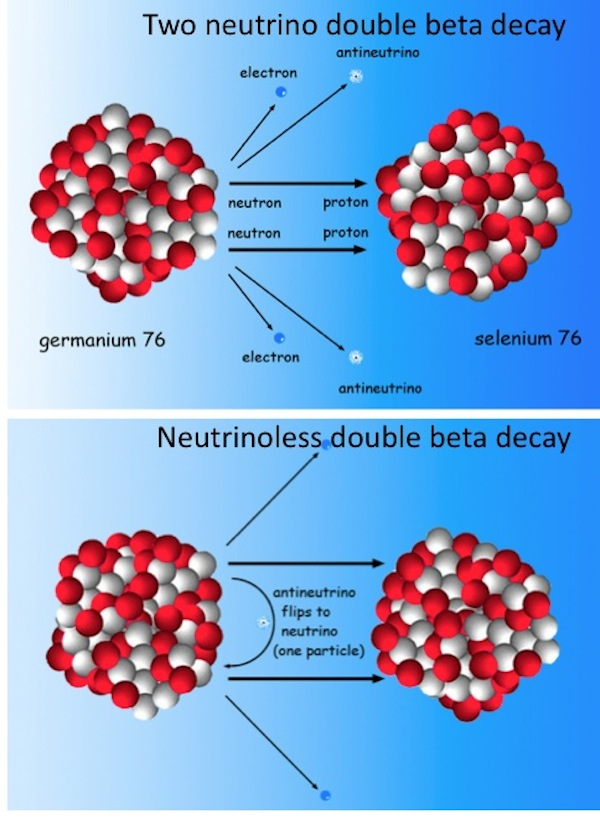 Two neutrino double beta decay
antineutrino
electron
neutron proton
neutron proton
germanium 76
selenium 76
electron
antineutrino
Neutrinoless double beta decay
antineutrino
flips to
neutrino
(one particle)